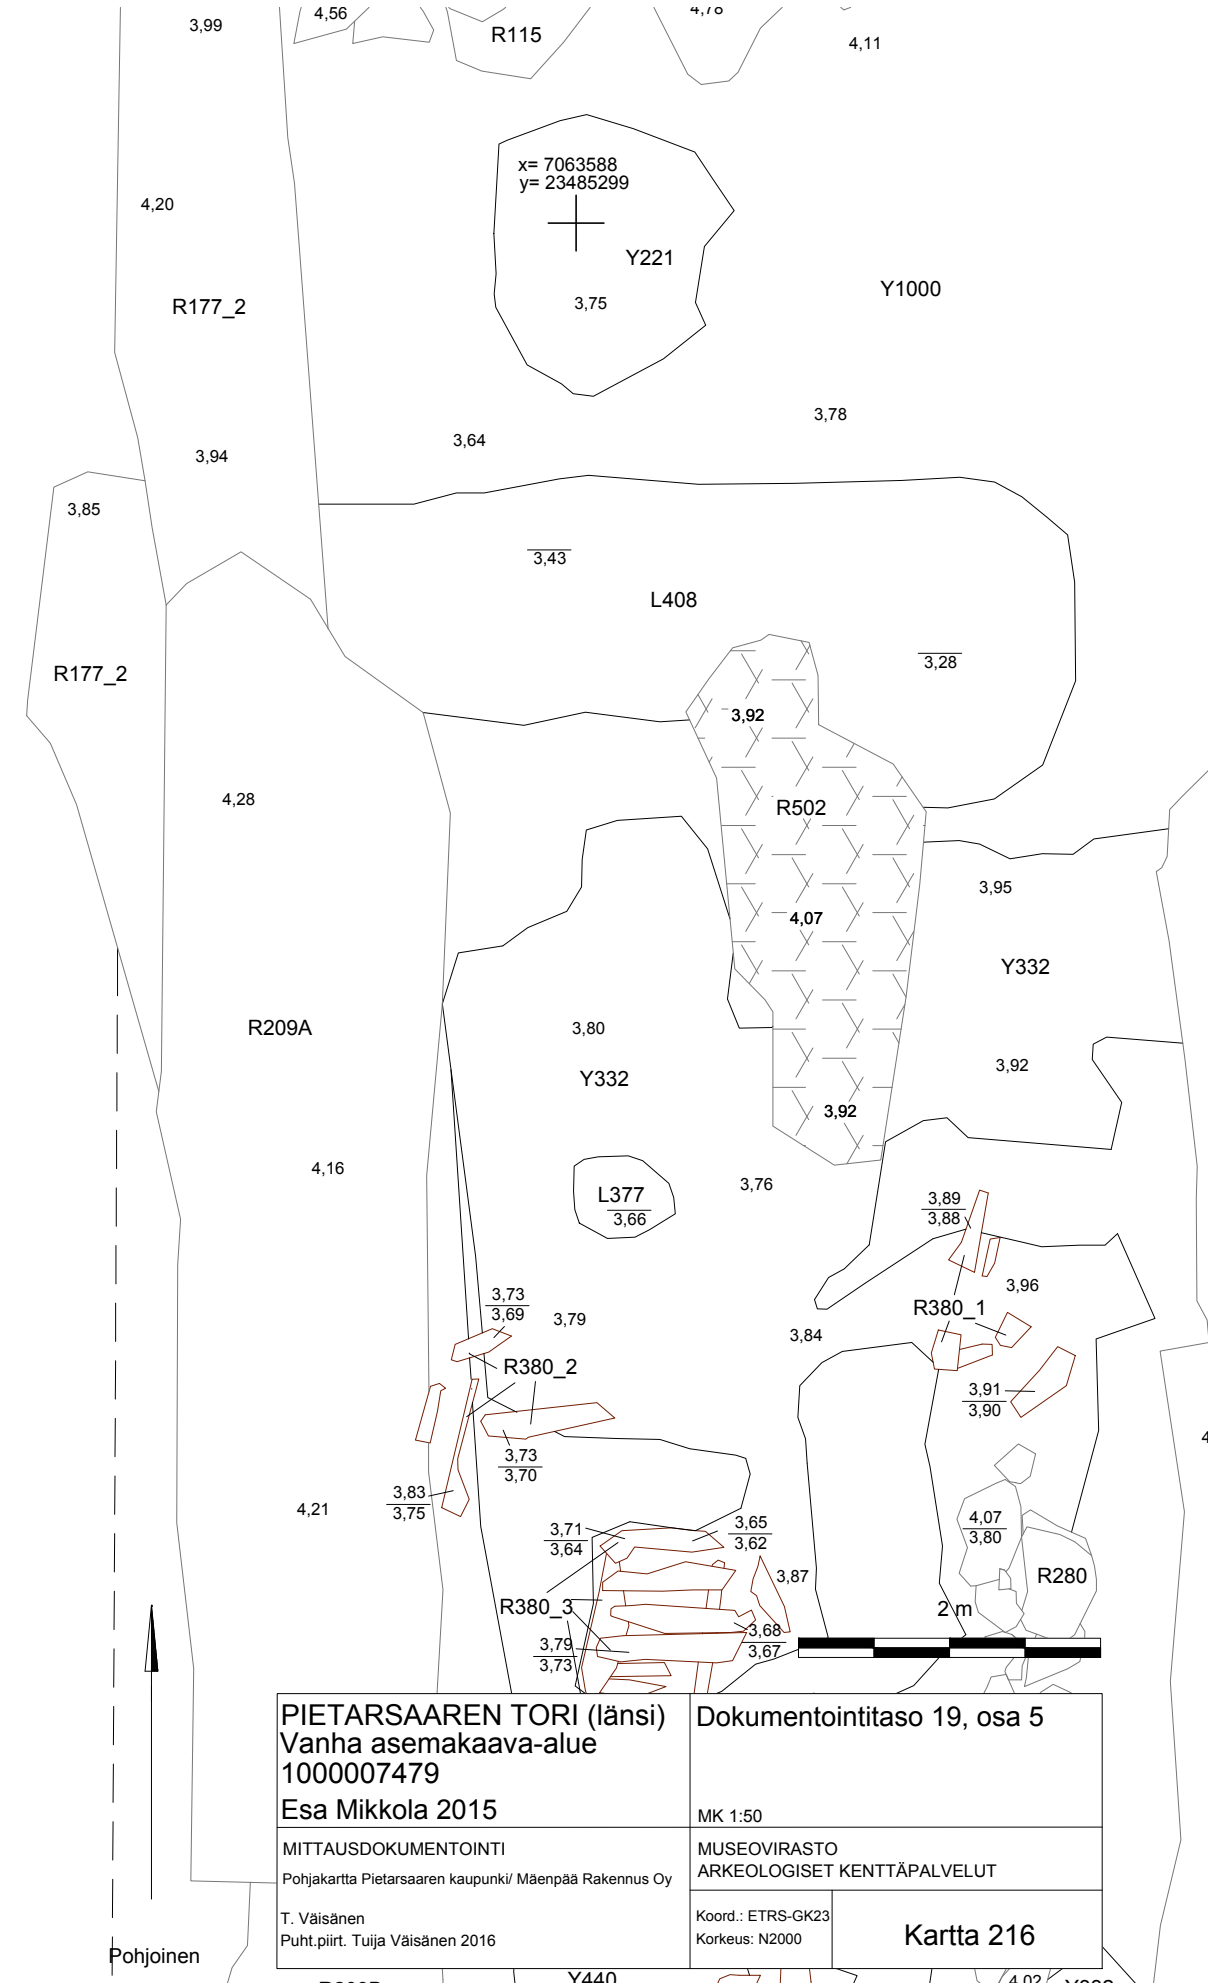 3,99
4,56
R115
4,78
4,11
x= 7063588
y= 23485299
4,20
Y221
Y1000
3,75
R177_2
3,78
3,64
3,94
3,85
3,43
L408
3,28
R177_2
3,92
4,28
R502
3,95
4,07
Y332
R209A
3,80
3,92
Y332
3,92
4,16
3,76
L377
3,66
3,89
3,88
3,96
3,73
3,69
3,79
R380_1
3,84
R380_2
3,91
3,90
3,73
3,70
3,83
3,75
4,21
3,71
3,64
3,65
3,62
4,07
3,80
3,87
R280
R380_3
2 m
3,68
3,67
3,79
3,73
PIETARSAAREN TORI (länsi)
Vanha asemakaava-alue
1000007479
Esa Mikkola 2015
Dokumentointitaso 19, osa 5
MK 1:50
MITTAUSDOKUMENTOINTI
Pohjakartta Pietarsaaren kaupunki/ Mäenpää Rakennus Oy
T. Väisänen
Puht.piirt. Tuija Väisänen 2016
MUSEOVIRASTO
ARKEOLOGISET KENTTÄPALVELUT
Koord.: ETRS-GK23
Korkeus: N2000
Kartta 216
Pohjoinen
Y440
4,02